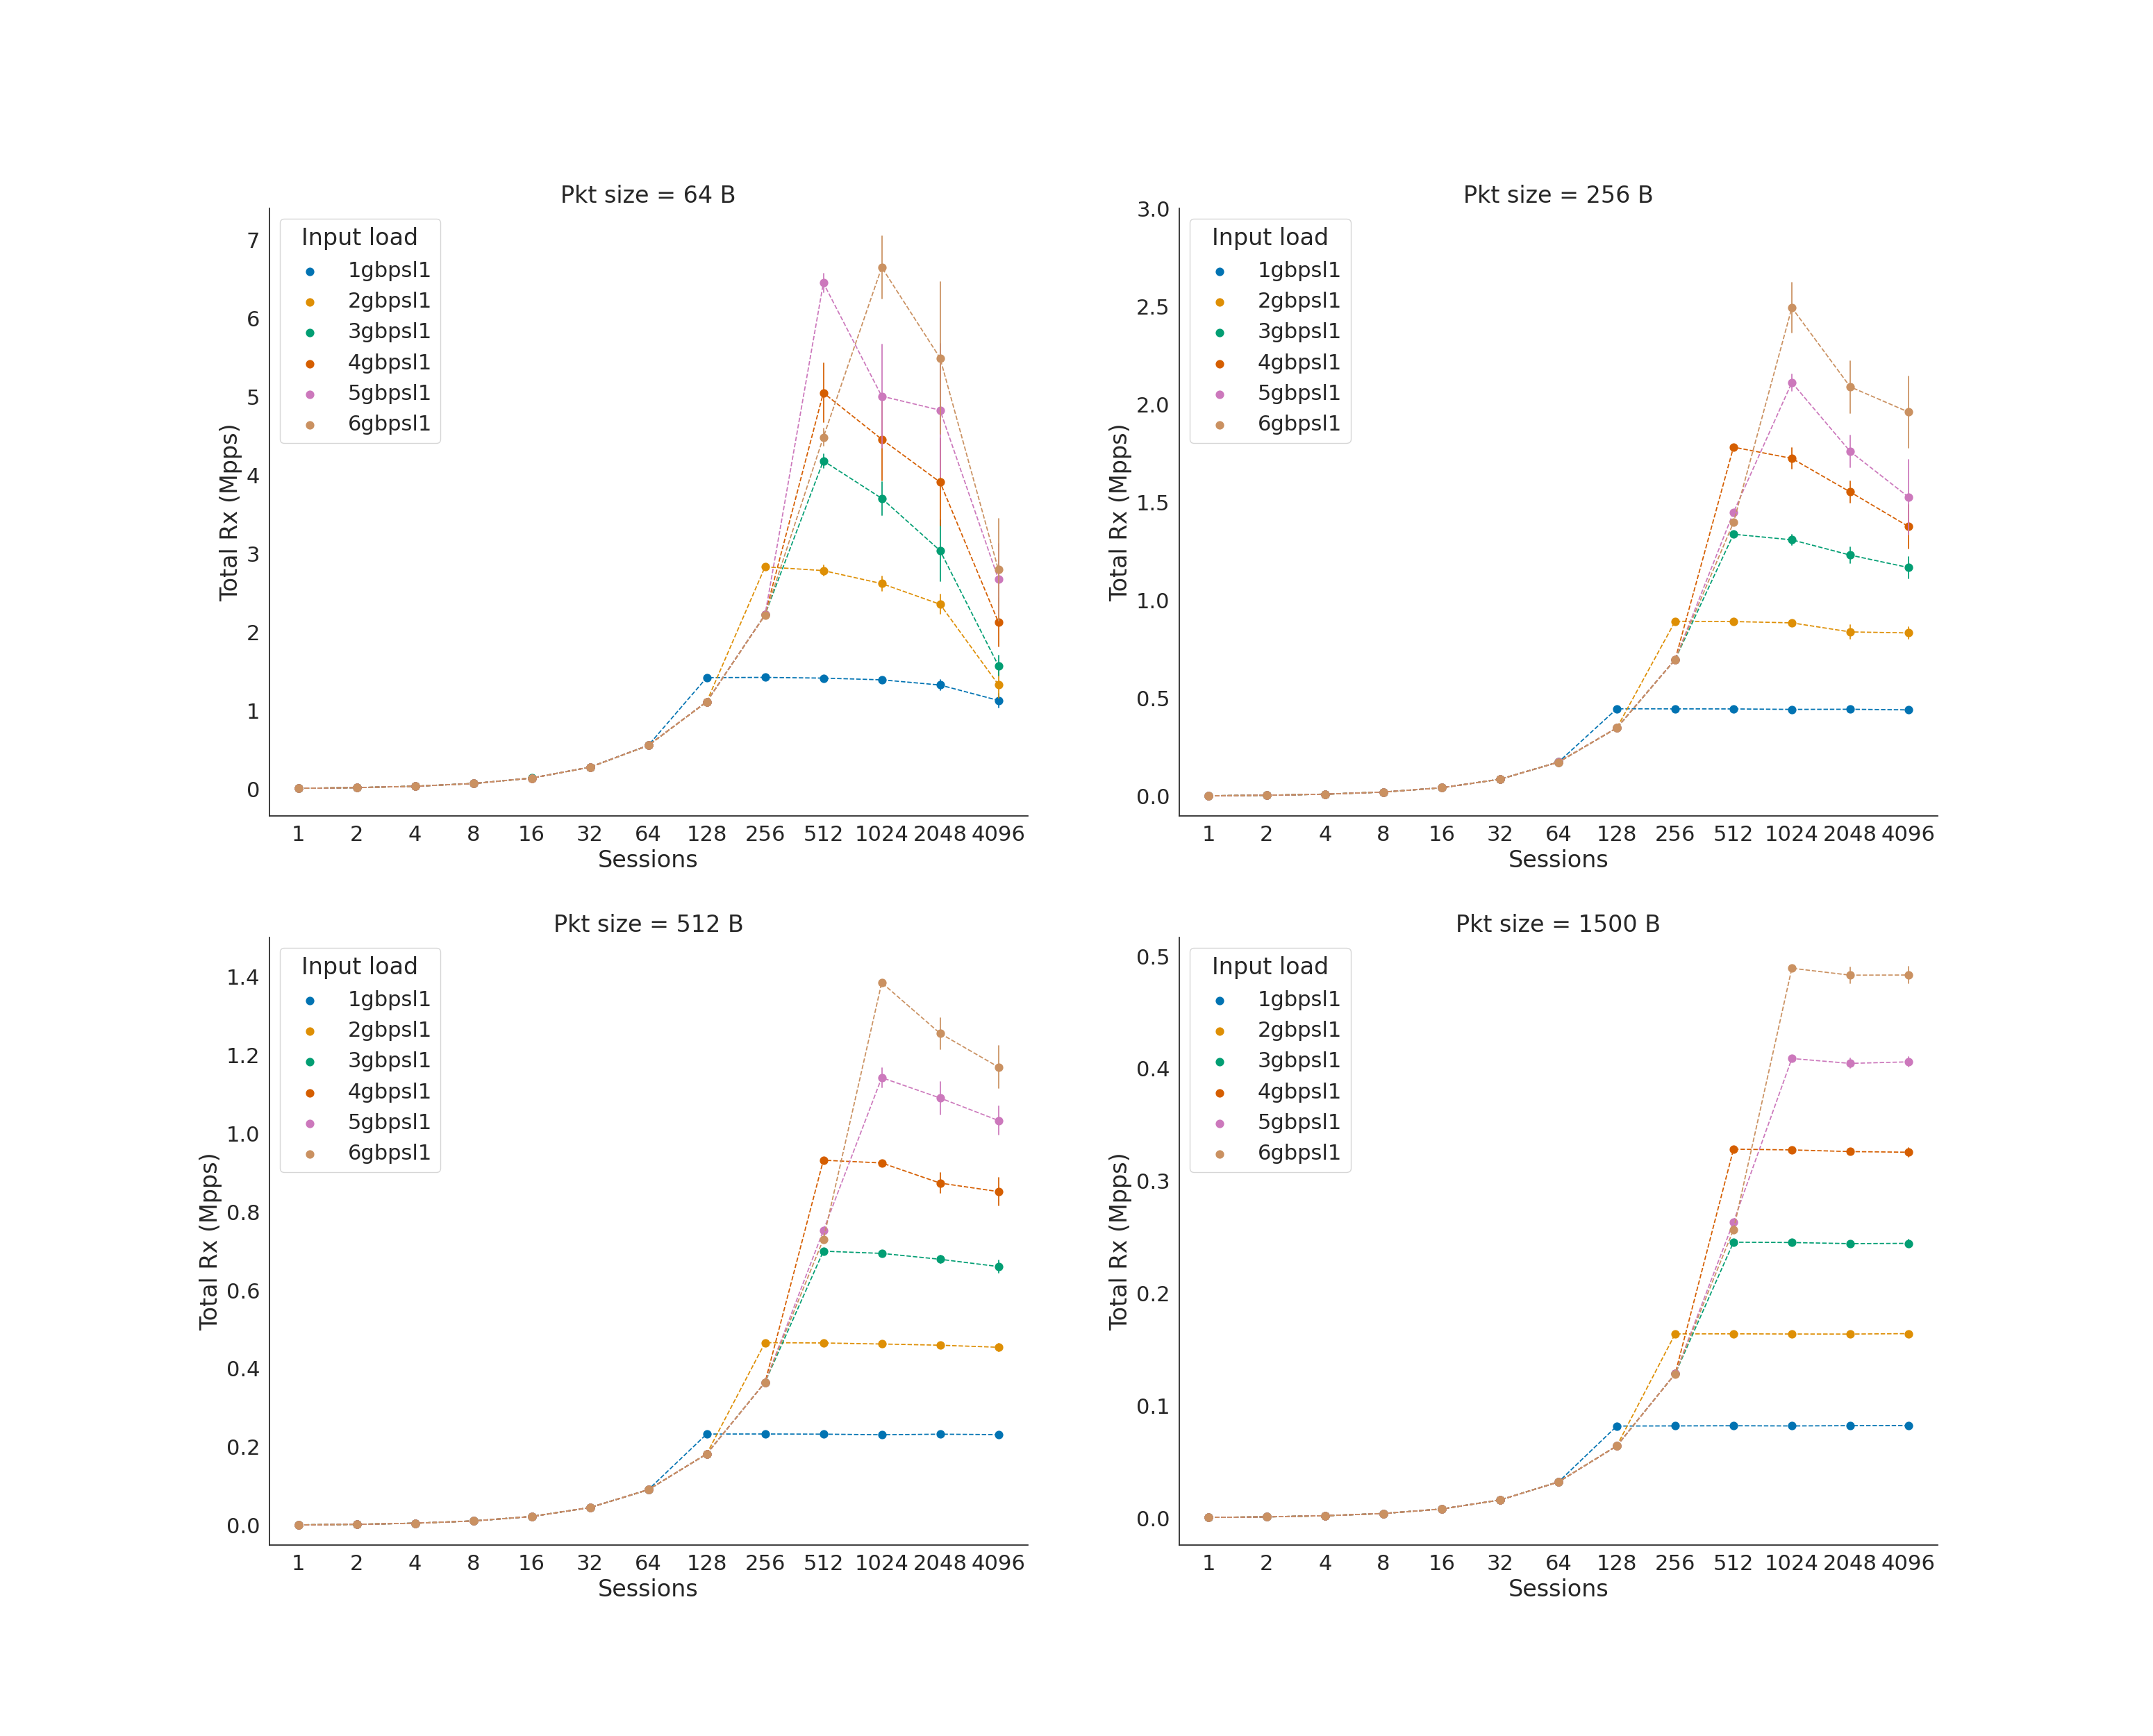 Pkt size = 64 B
Total Rx (Mpps)
7
6
5
4
3
2
1
0
Input load
1gbpsl1
2gbpsl1
3gbpsl1
4gbpsl1
5gbpsl1
6gbpsl1
1 2 4 8 16 32 64 128 256 512 1024 2048 4096
Sessions
Pkt size = 256 B
Total Rx (Mpps)
3.0
2.5
2.0
1.5
1.0
0.5
0.0
Input load
1gbpsl1
2gbpsl1
3gbpsl1
4gbpsl1
5gbpsl1
6gbpsl1
1 2 4 8 16 32 64 128 256 512 1024 2048 4096
Sessions
Pkt size = 512 B
Total Rx (Mpps)
1.4
1.2
1.0
0.8
0.6
0.4
0.2
0.0
Input load
1gbpsl1
2gbpsl1
3gbpsl1
4gbpsl1
5gbpsl1
6gbpsl1
1 2 4 8 16 32 64 128 256 512 1024 2048 4096
Sessions
Pkt size = 1500 B
Total Rx (Mpps)
0.5
0.4
0.3
0.2
0.1
0.0
Input load
1gbpsl1
2gbpsl1
3gbpsl1
4gbpsl1
5gbpsl1
6gbpsl1
1 2 4 8 16 32 64 128 256 512 1024 2048 4096
Sessions